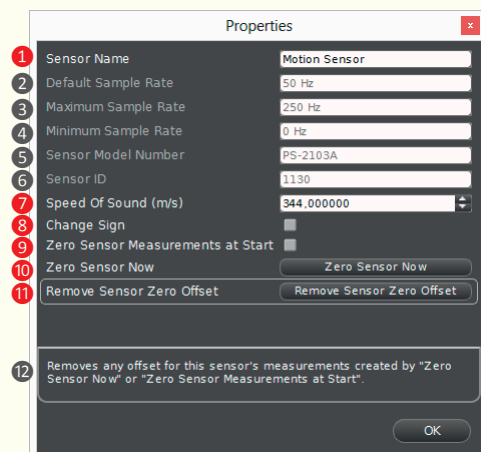 Properties
x
1 Sensor Name Motion Sensor
2 Default Sample Rate 50 Hz
3 Maximum Sample Rate 250 Hz
4 Minimum Sample Rate 0 Hz
5 Sensor Model Number PS-2103A
6 Sensor ID 1130
7 Speed Of Sound (m/s) 344,000000
8 Change Sign
9 Zero Sensor Measurements at Start
10 Zero Sensor Now Zero Sensor Now
11 Remove Sensor Zero Offset Remove Sensor Zero Offset
12 Removes any offset for this sensor's measurements created by "Zero
Sensor Now" or "Zero Sensor Measurements at Start".
OK